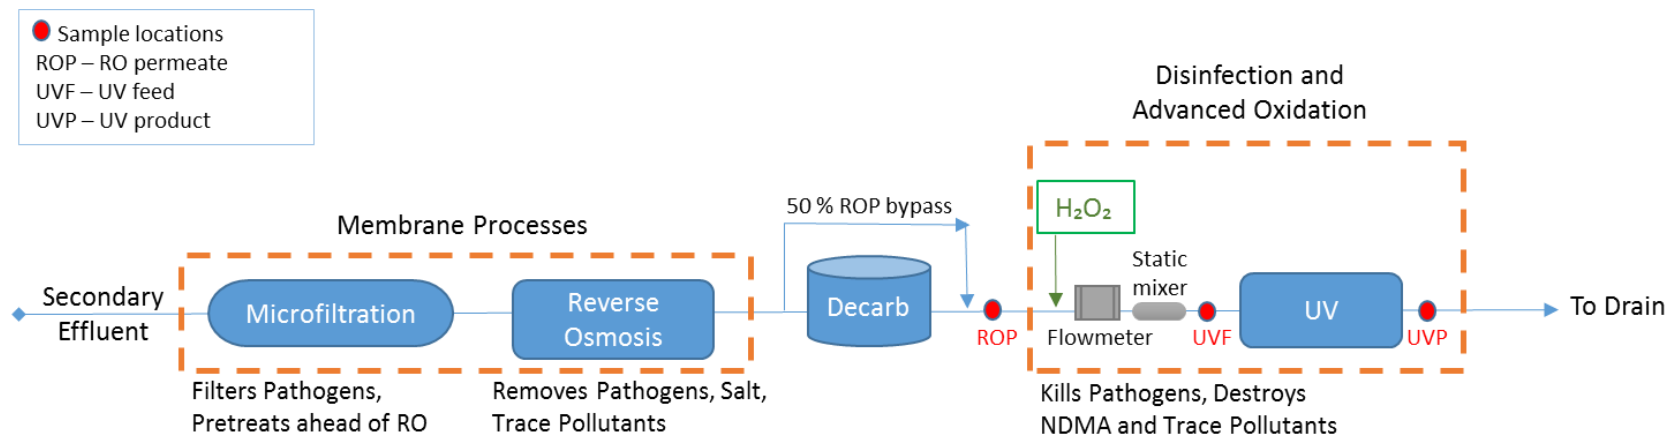 Sample locations
ROP – RO permeate
UVF – UV feed
UVP – UV product
Disinfection and
Advanced Oxidation
50 % ROP bypass
H₂O₂
Membrane Processes
Static
mixer
Secondary
Effluent
Microfiltration
Reverse
Osmosis
Decarb
UV
To Drain
ROP
Flowmeter
UVF
UVP
Filters Pathogens,
Pretreats ahead of RO
Removes Pathogens, Salt,
Trace Pollutants
Kills Pathogens, Destroys
NDMA and Trace Pollutants